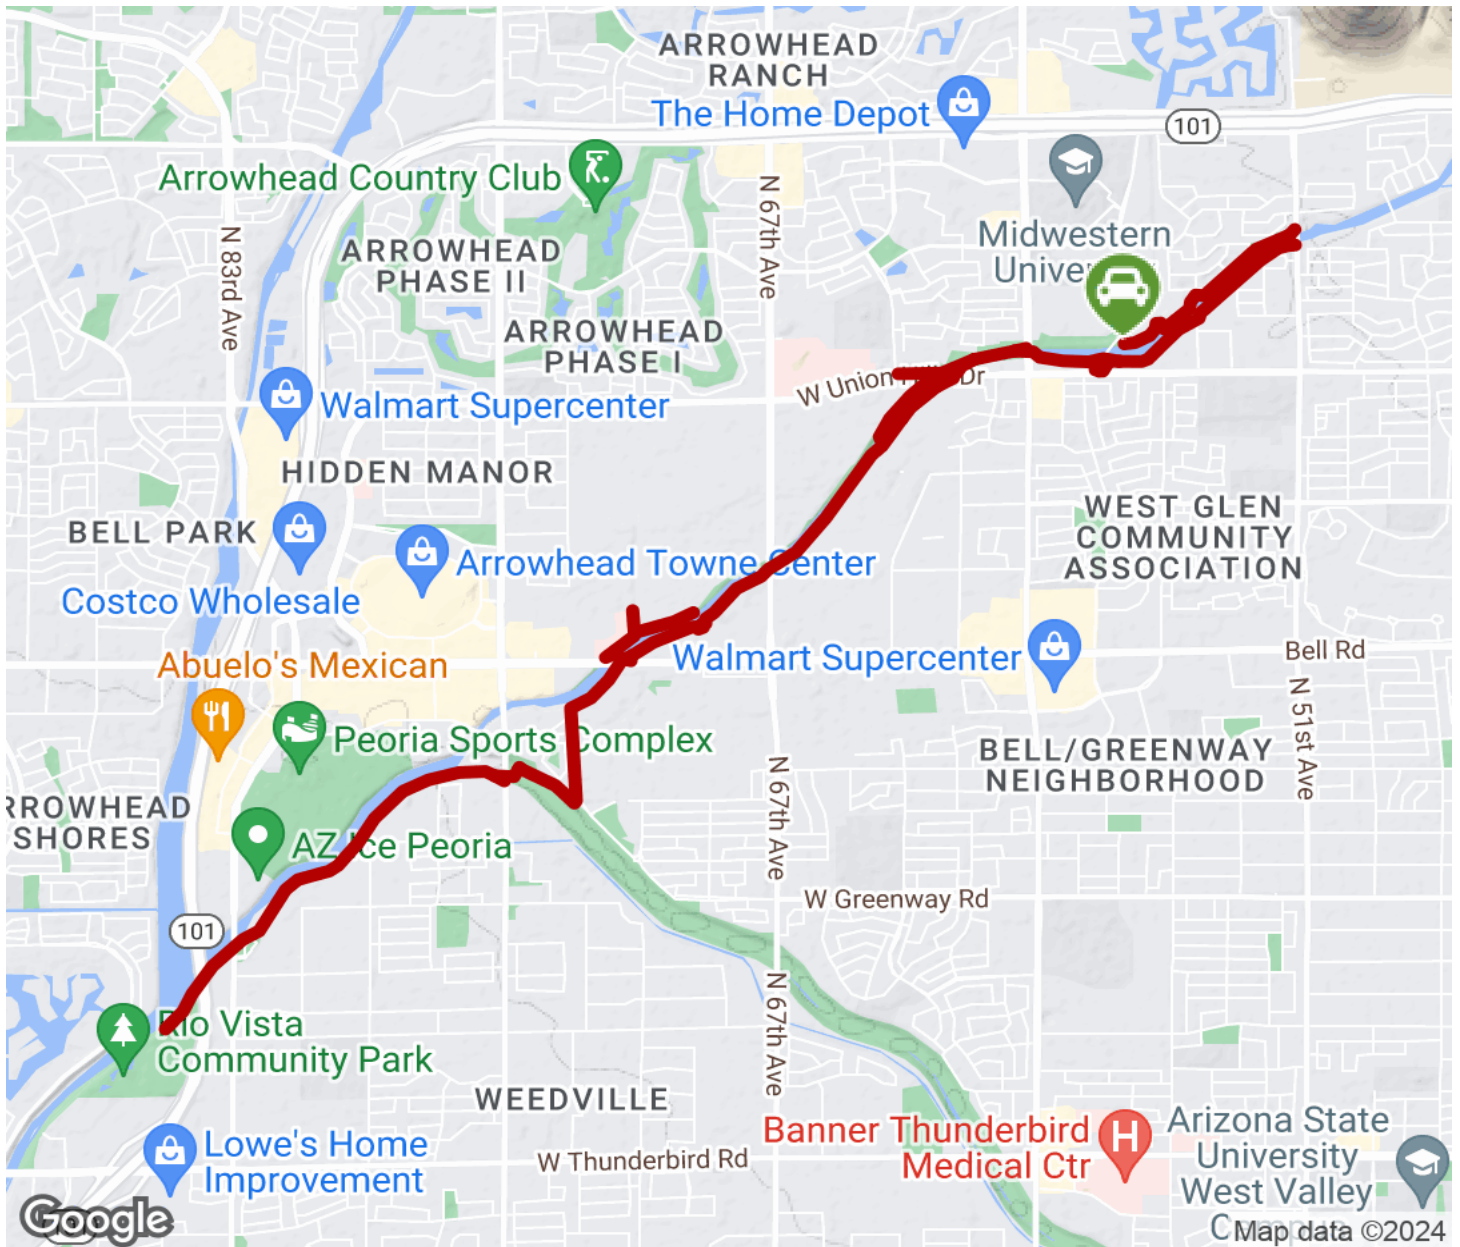 ARROWHEAD
RANCH
The Home Depot
101
Arrowhead Country Club
N 67th Ave
Midwestern
N 83rd Ave
ARROWHEAD
PHASE II
ARROWHEAD
PHASE I
W Union Hills Dr
Walmart Supercenter
HIDDEN MANOR
BELL PARK
WEST GLEN
COMMUNITY
ASSOCIATION
Arrowhead Towne Center
Costco Wholesale
Walmart Supercenter
Bell Rd
Abuelo's Mexican
N 51st Ave
Peoria Sports Complex
BELL/GREENWAY
NEIGHBORHOOD
N 67th Ave
RROWHEAD
SHORES
AZ Ice Peoria
W Greenway Rd
101
N 67th Ave
Rio Vista
Community Park
WEEDVILLE
Banner Thunderbird
Medical Ctr
H
Arizona State
University
West Valley
Lowe's Home
Improvement
W Thunderbird Rd
Google
Map data ©2024